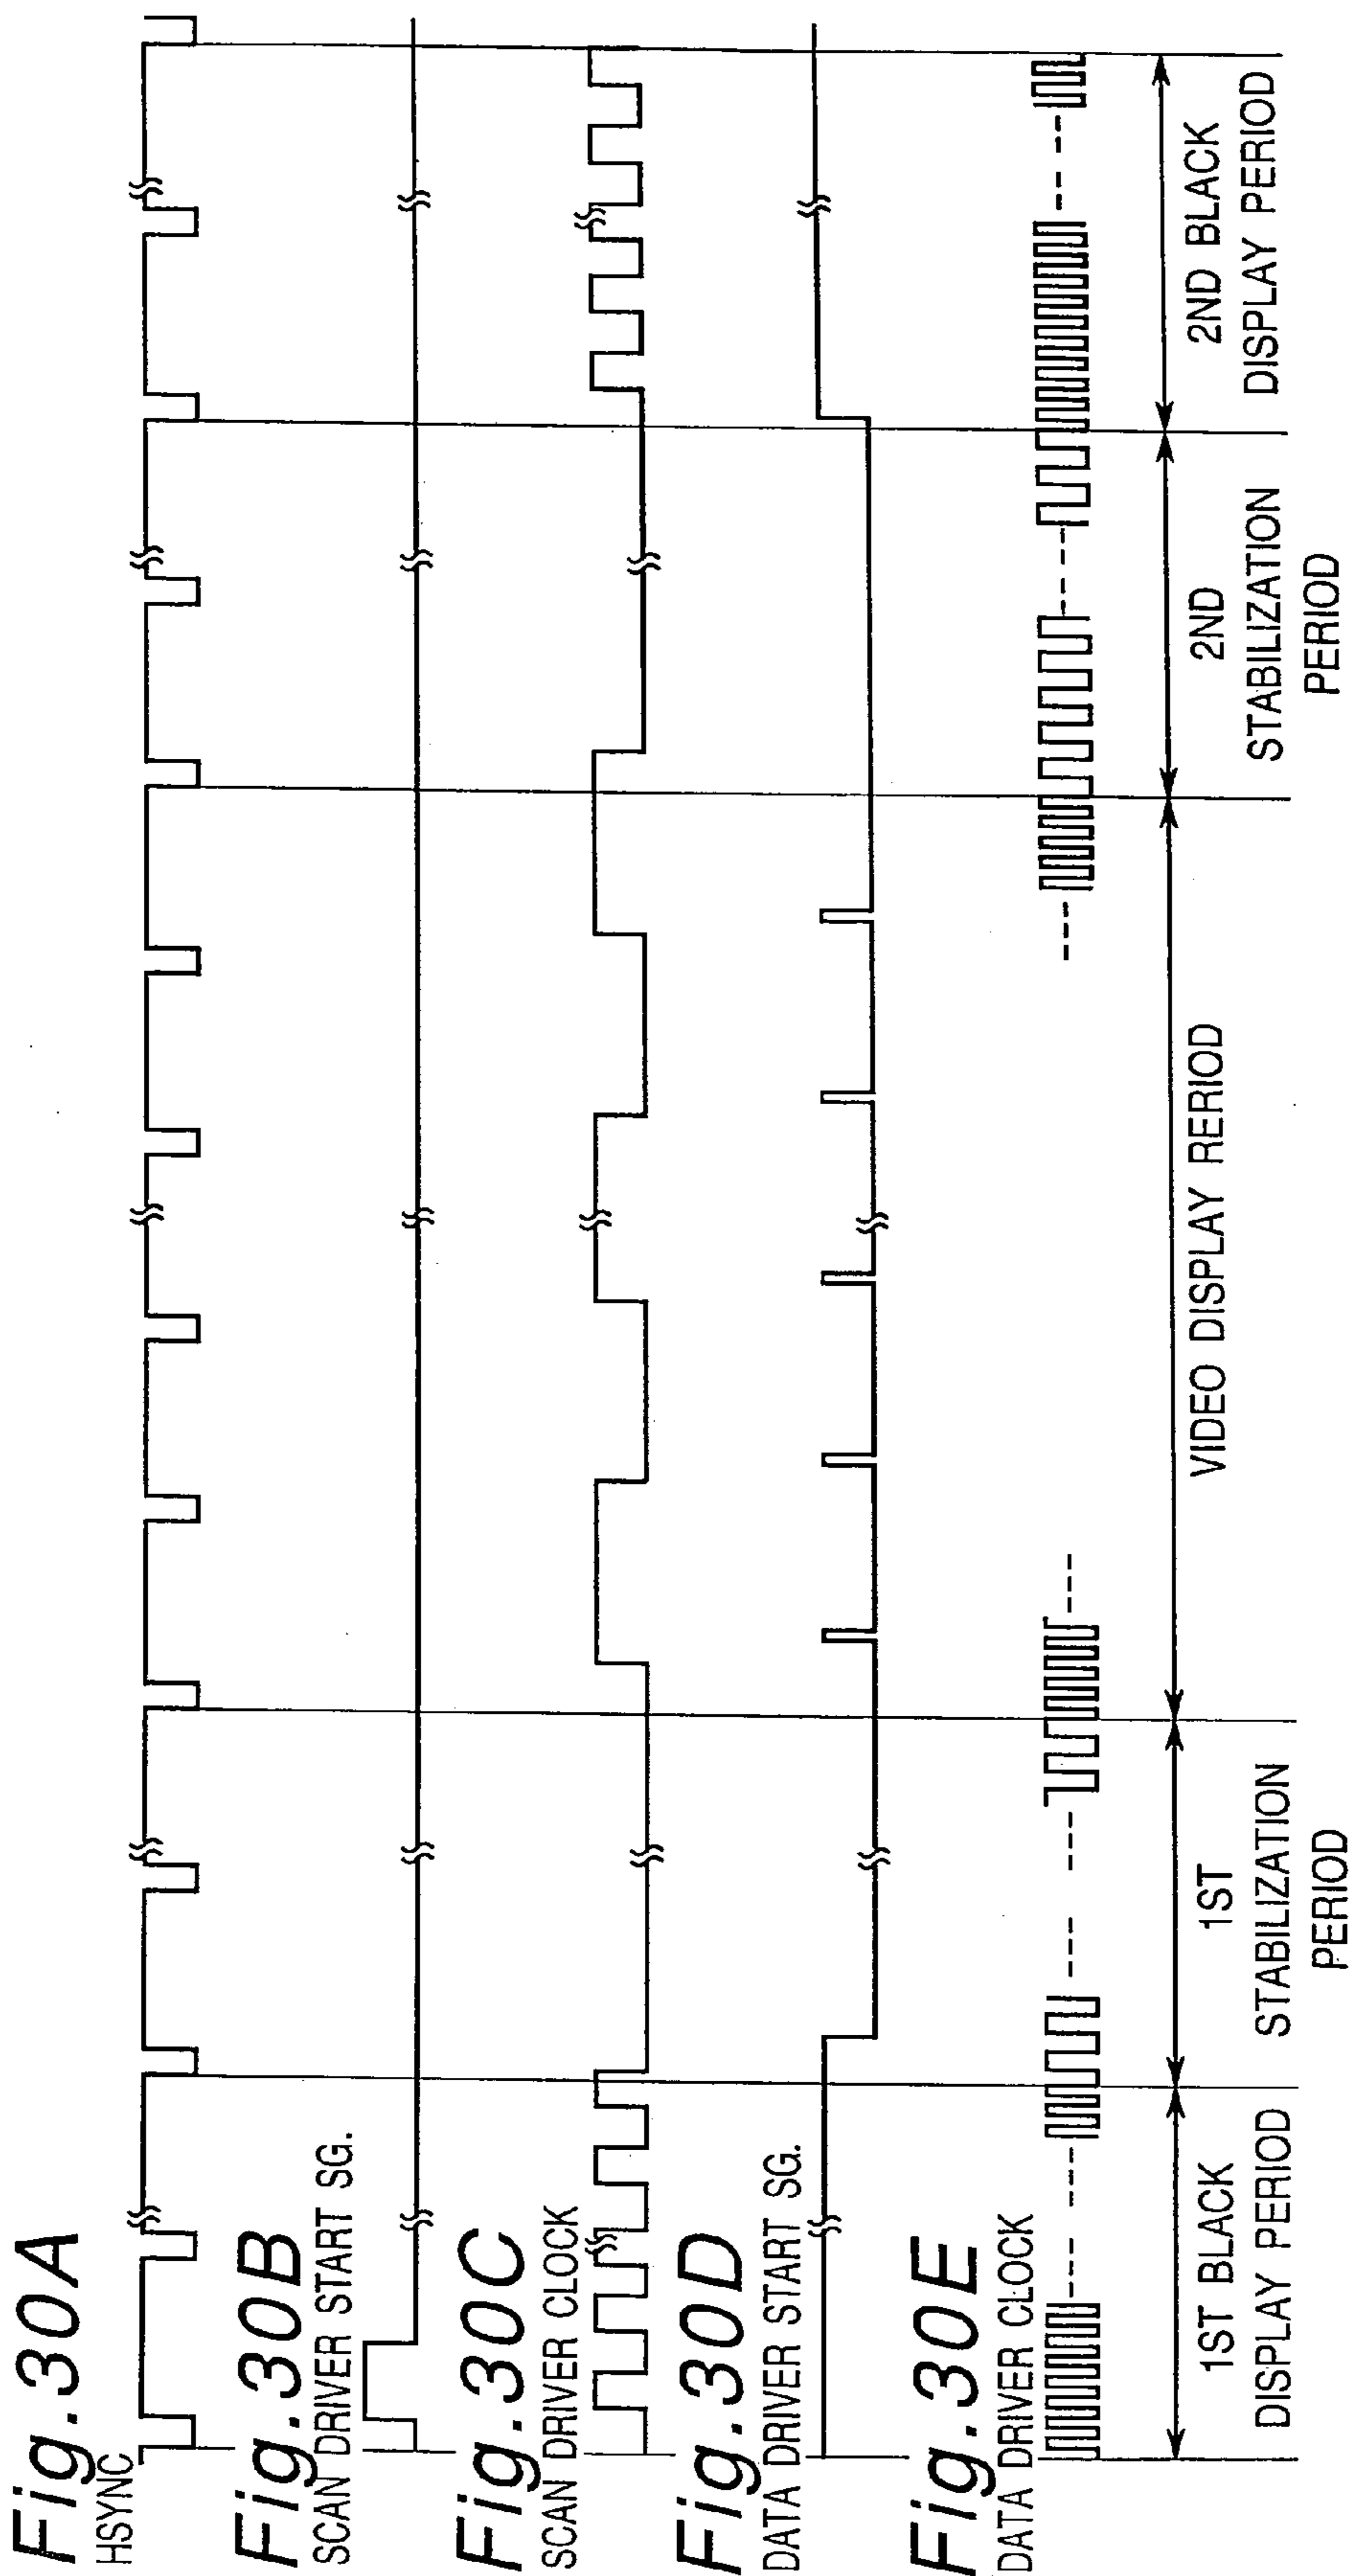 Fig.30A
HSYNC
Fig.30B
SCAN DRIVER START SG.
Fig.30C
SCAN DRIVER CLOCK
Fig.30D
DATA DRIVER START SG.
Fig.30E
DATA DRIVER CLOCK
1ST BLACK
DISPLAY PERIOD
1ST
STABILIZATION
PERIOD
VIDEO DISPLAY RERIOD
2ND
STABILIZATION
PERIOD
2ND BLACK
DISPLAY PERIOD